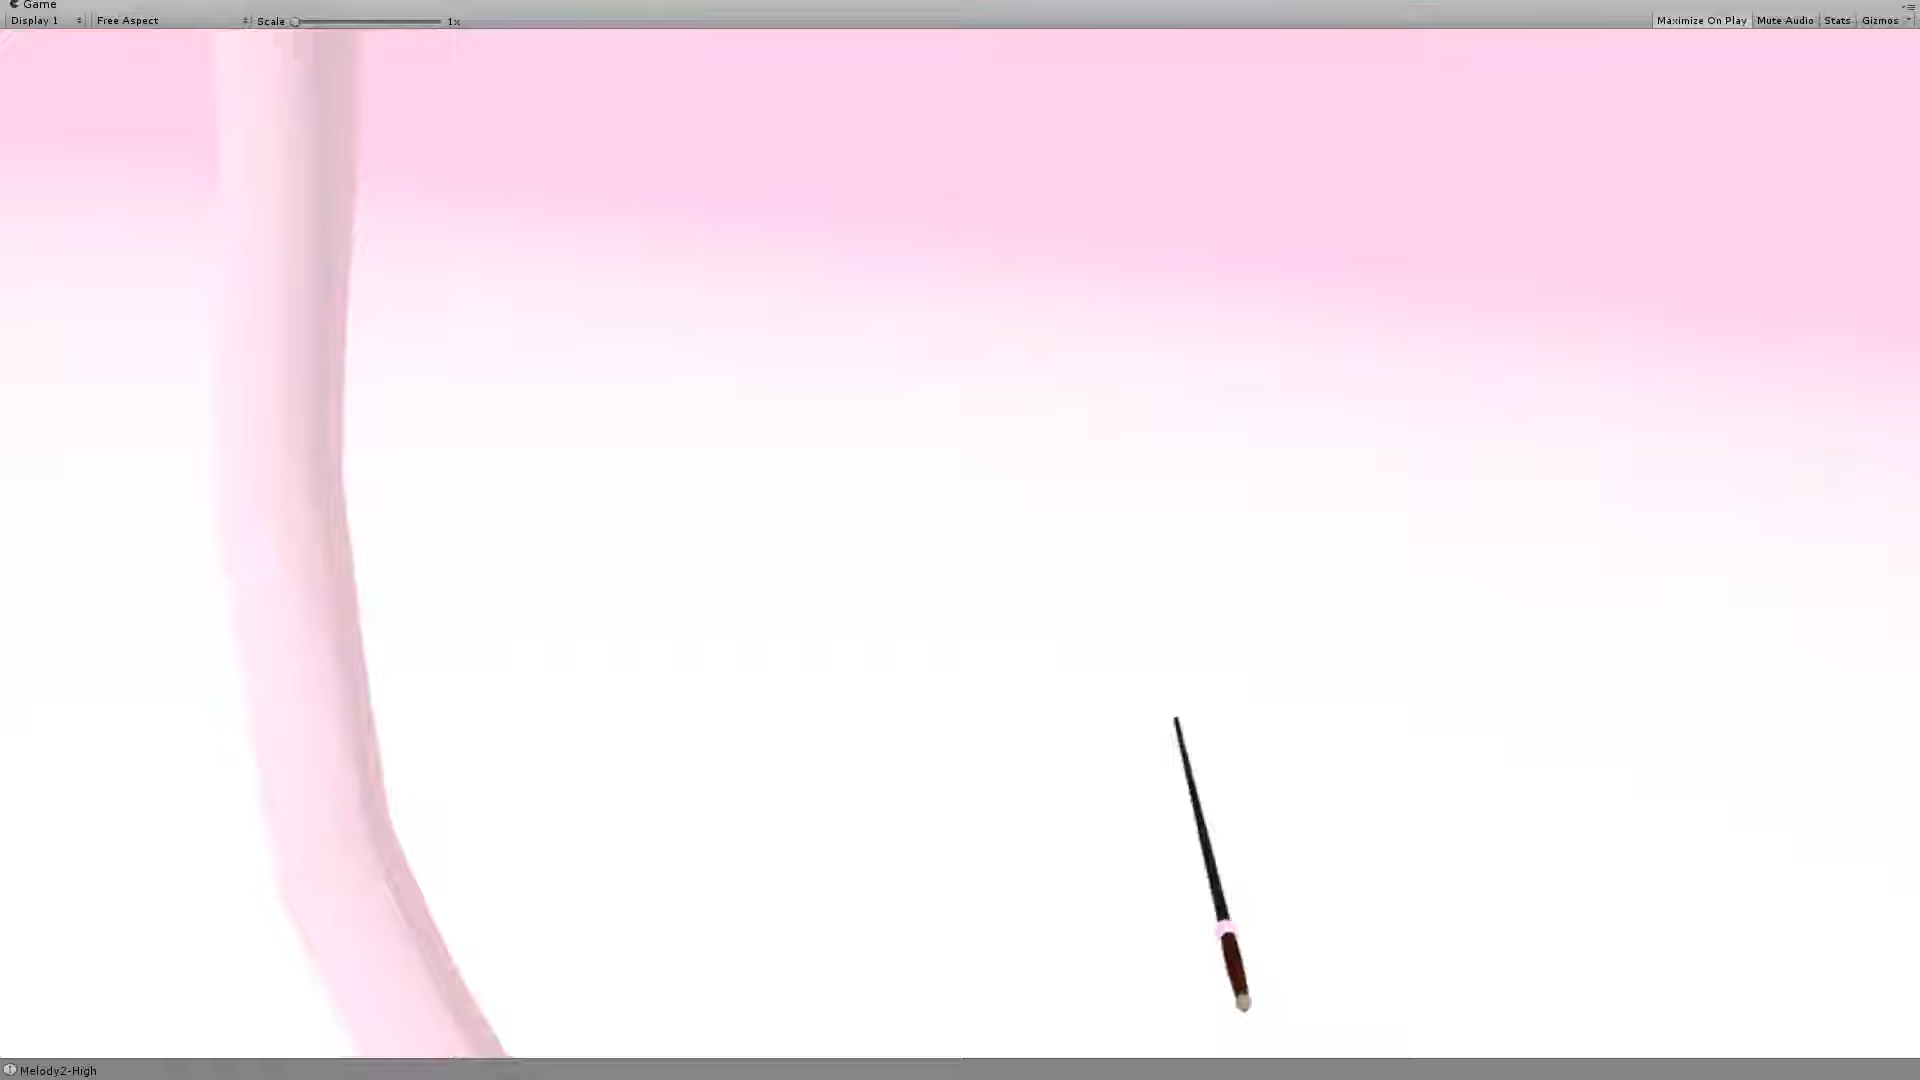 Game
Display 1 Free Aspect Scale 1x Maximize On Play Mute Audio Stats Gizmos
Melody2-High